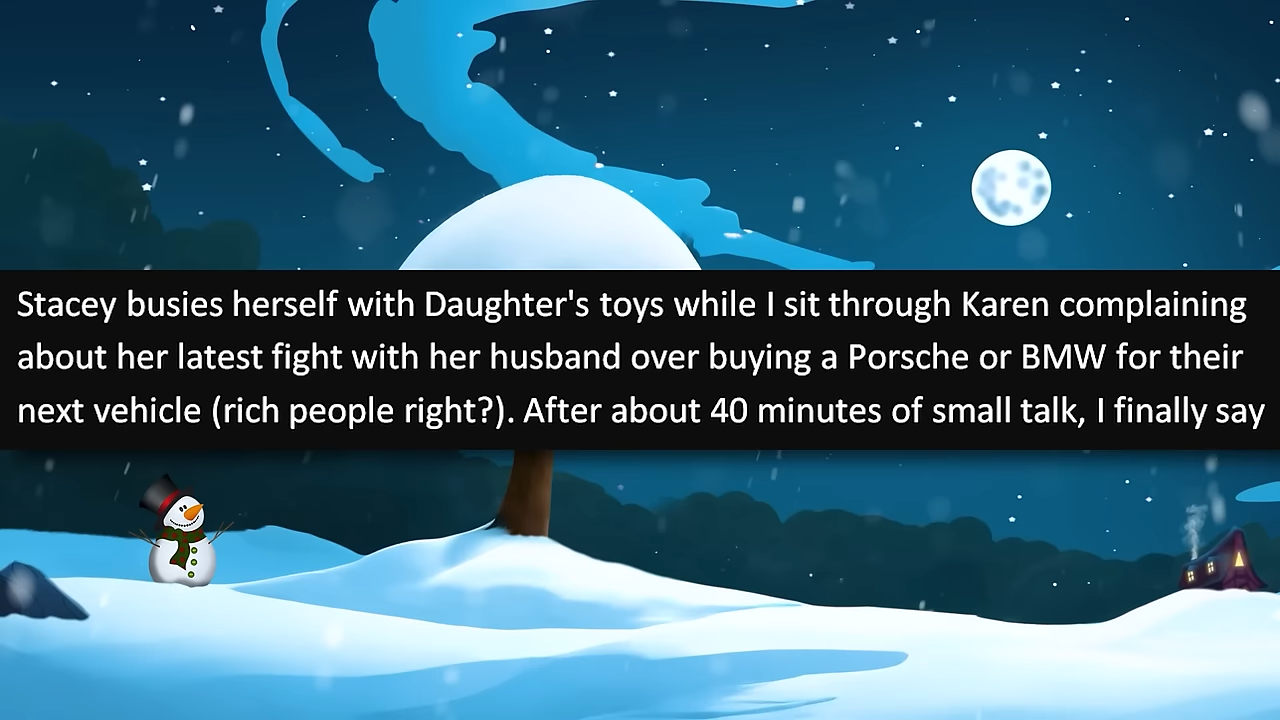 Stacey busies herself with Daughter's toys while I sit through Karen complaining
about her latest fight with her husband over buying a Porsche or BMW for their
next vehicle (rich people right?). After about 40 minutes of small talk, I finally say